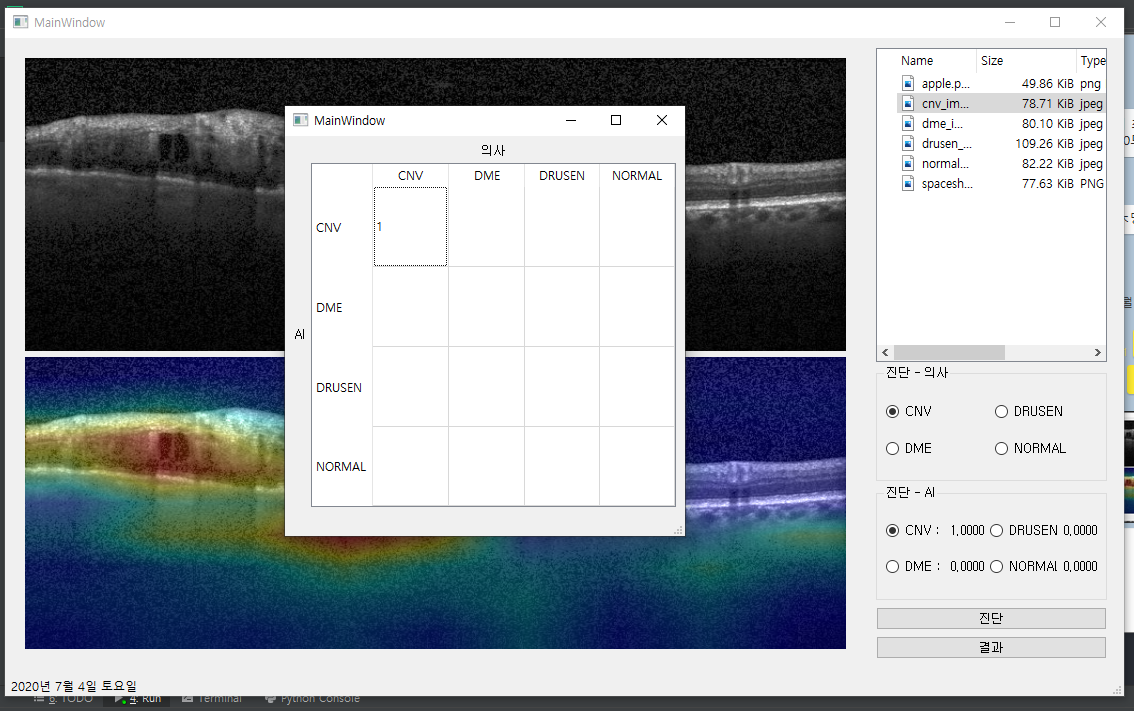 MainWindow
MainWindow
의사
CNV DME DRUSEN NORMAL
CNV 1
DME
AI
DRUSEN
NORMAL
Name Size Type
apple.p... 49.86 KiB png
cnv_im... 78.71 KiB jpeg
dme_i... 80.10 KiB jpeg
drusen_... 109.26 KiB jpeg
normal... 82.22 KiB jpeg
spacesh... 77.63 KiB PNG
진단 - 의사
CNV DRUSEN
DME NORMAL
진단 - AI
CNV : 1,0000 DRUSEN 0,0000
DME : 0,0000 NORMAL 0,0000
진단
결과
2020년 7월 4일 토요일
6: TODO 4: Run Terminal Python Console